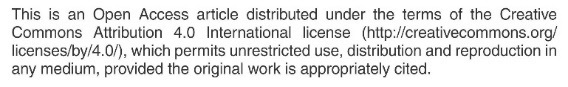 This is an Open Access article distributed under the terms of the Creative
Commons Attribution 4.0 International license (http://creativecommons.org/
licenses/by/4.0/), which permits unrestricted use, distribution and reproduction in
any medium, provided the original work is appropriately cited.